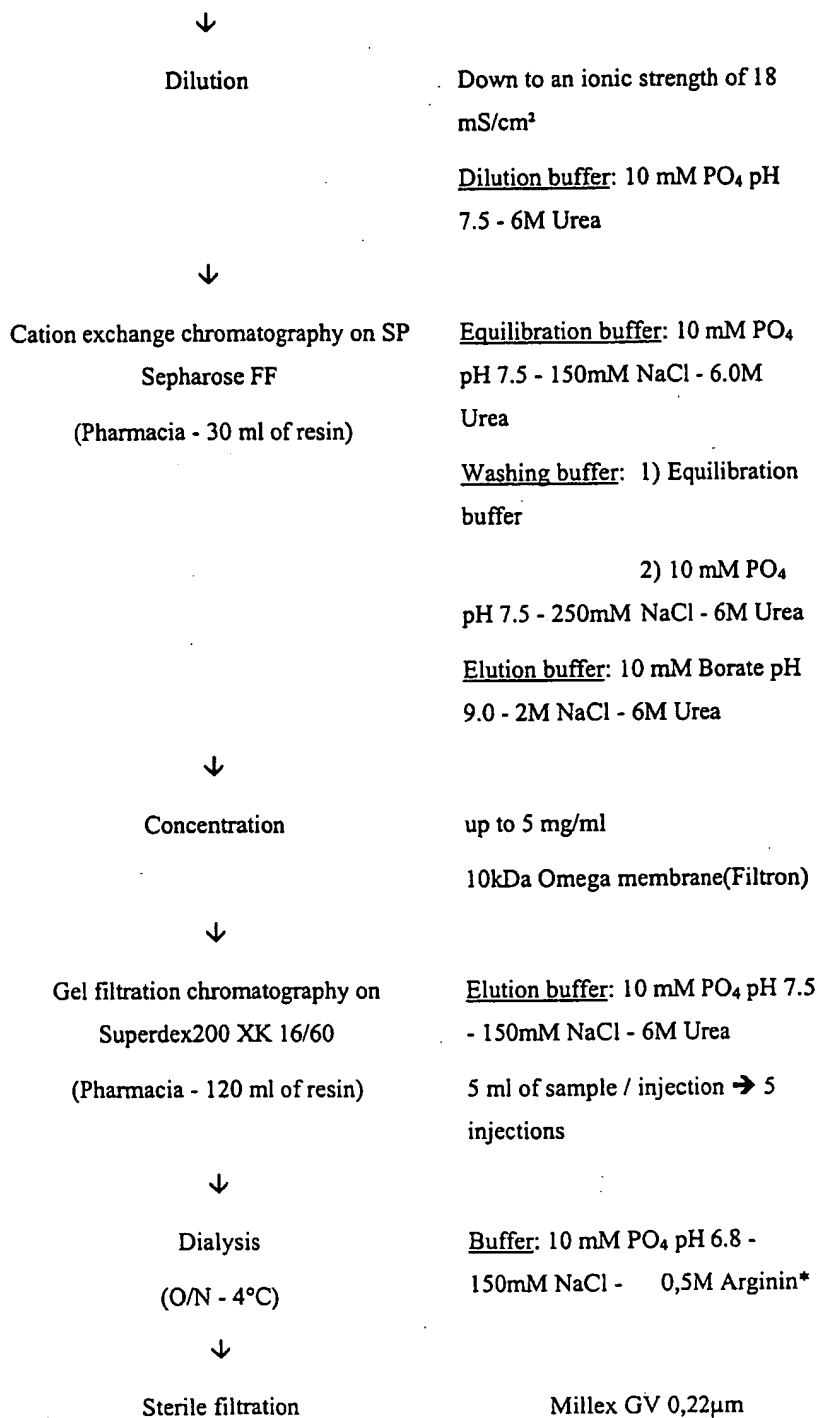 ↓
Dilution
Down to an ionic strength of 18
mS/cm²
Dilution buffer: 10 mM PO₄ pH
7.5 - 6M Urea
↓
Cation exchange chromatography on SP
Sepharose FF
(Pharmacia - 30 ml of resin)
Equilibration buffer: 10 mM PO₄
pH 7.5 - 150mM NaCl - 6.0M
Urea
Washing buffer: 1) Equilibration
buffer
2) 10 mM PO₄
pH 7.5 - 250mM NaCl - 6M Urea
Elution buffer: 10 mM Borate pH
9.0 - 2M NaCl - 6M Urea
↓
Concentration
up to 5 mg/ml
10kDa Omega membrane(Filtron)
↓
Gel filtration chromatography on
Superdex200 XK 16/60
(Pharmacia - 120 ml of resin)
Elution buffer: 10 mM PO₄ pH 7.5
- 150mM NaCl - 6M Urea
5 ml of sample / injection ➔ 5
injections
↓
Dialysis
(O/N - 4°C)
Buffer: 10 mM PO₄ pH 6.8 -
150mM NaCl - 0,5M Arginin*
↓
Sterile filtration
Millex GV 0,22µm